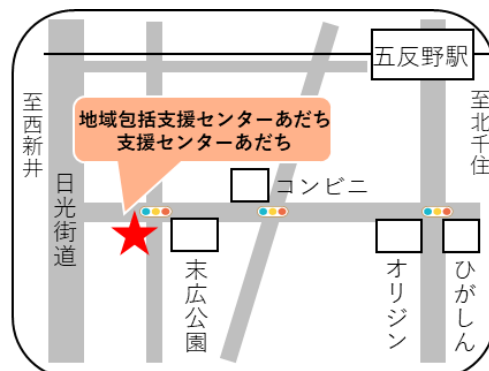 五反野駅
至西新井
至北千住
地域包括支援センターあだち
支援センターあだち
コンビニ
日光街道
末広公園
オリジン
ひがしん